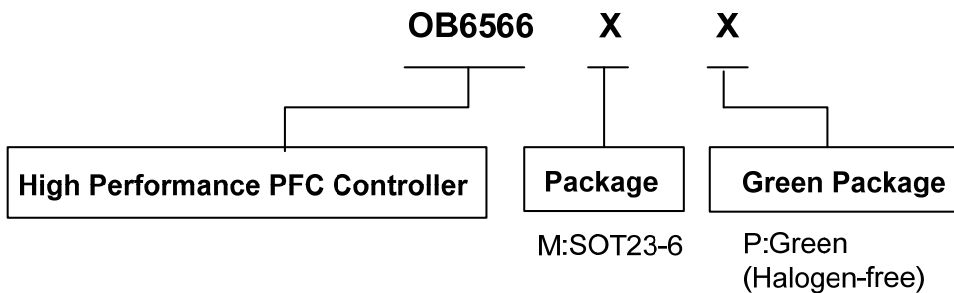 OB6566 X X
High Performance PFC Controller
Package
Green Package
M:SOT23-6
P:Green
(Halogen-free)